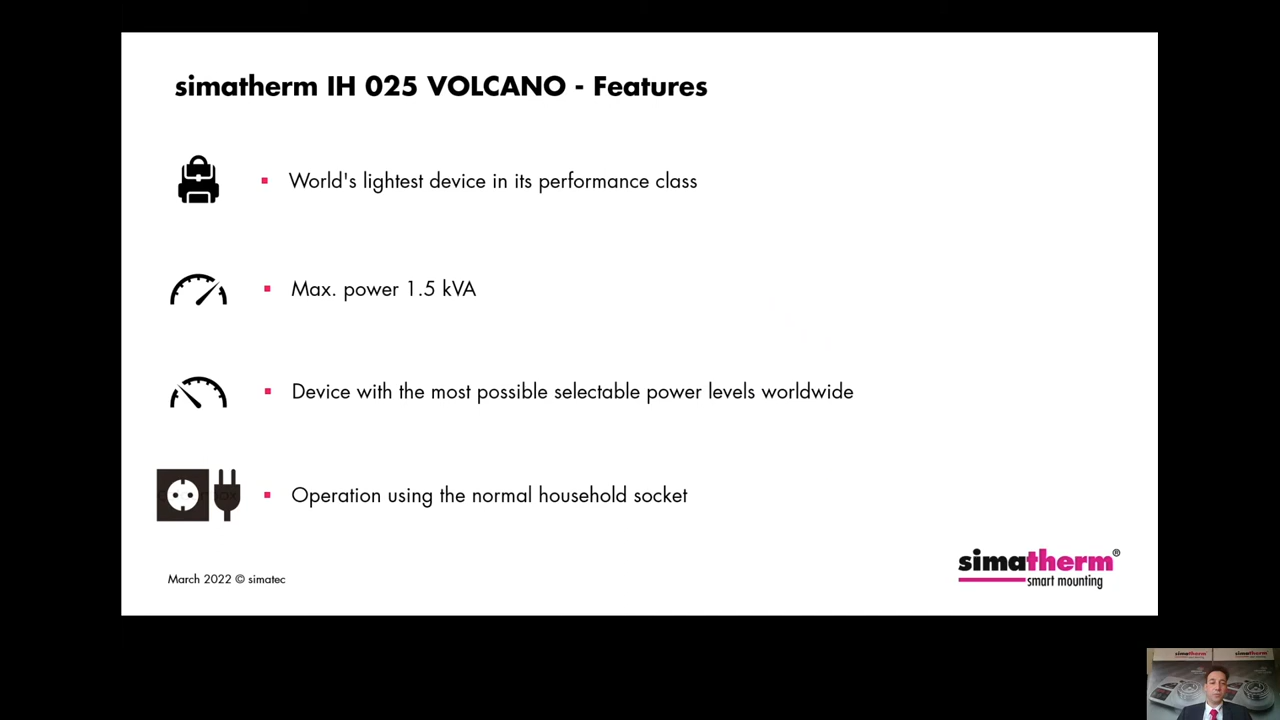 simatherm IH 025 VOLCANO - Features
▪ World's lightest device in its performance class
▪ Max. power 1.5 kVA
▪ Device with the most possible selectable power levels worldwide
▪ Operation using the normal household socket
March 2022 © simatec
simatherm®
smart mounting
simatherm simatherm